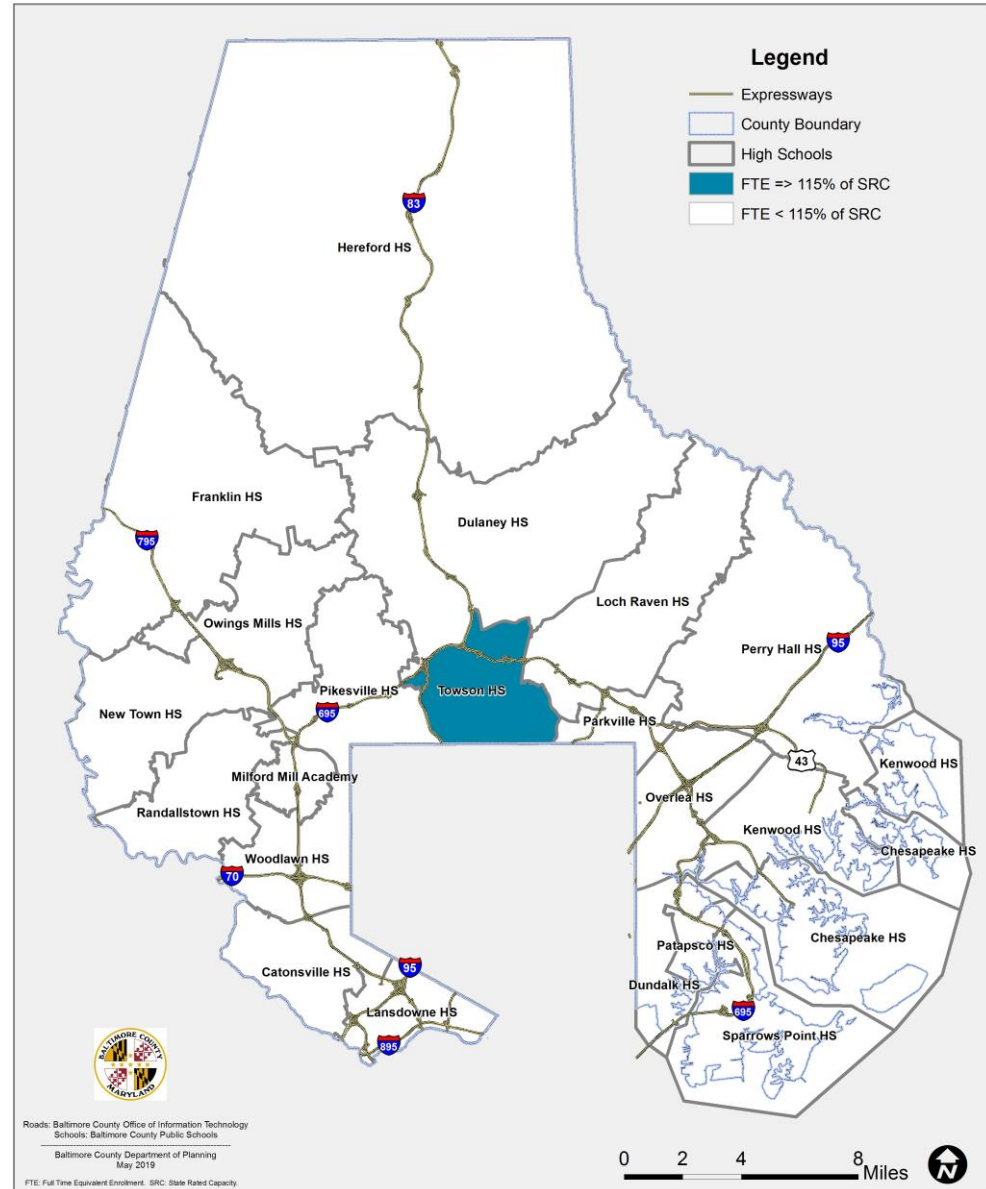 Legend
Expressways
County Boundary
High Schools
FTE => 115% of SRC
FTE < 115% of SRC
83
Hereford HS
Franklin HS
795
Dulaney HS
Loch Raven HS
Owings Mills HS
Perry Hall HS
95
Pikesville HS
Towson HS
New Town HS
695
Parkville HS
43
Kenwood HS
Milford Mill Academy
Overlea HS
Randallstown HS
Kenwood HS
Chesapeake HS
Woodlawn HS
70
Chesapeake HS
Patapsco HS
Catonsville HS
95
Dundalk HS
Lansdowne HS
695
Sparrows Point HS
895
BALTIMORE COUNTY
MARYLAND
Roads: Baltimore County Office of Information Technology
Schools: Baltimore County Public Schools
Baltimore County Department of Planning
May 2019
FTE: Full Time Equivalent Enrollment. SRC: State Rated Capacity.
0 2 4 6 8 Miles
N